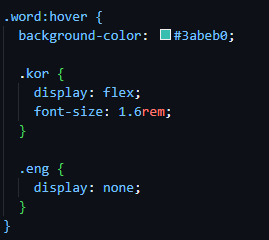 .word:hover {
background-color: #3abeb0;
.kor {
display: flex;
font-size: 1.6rem;
}
.eng {
display: none;
}
}